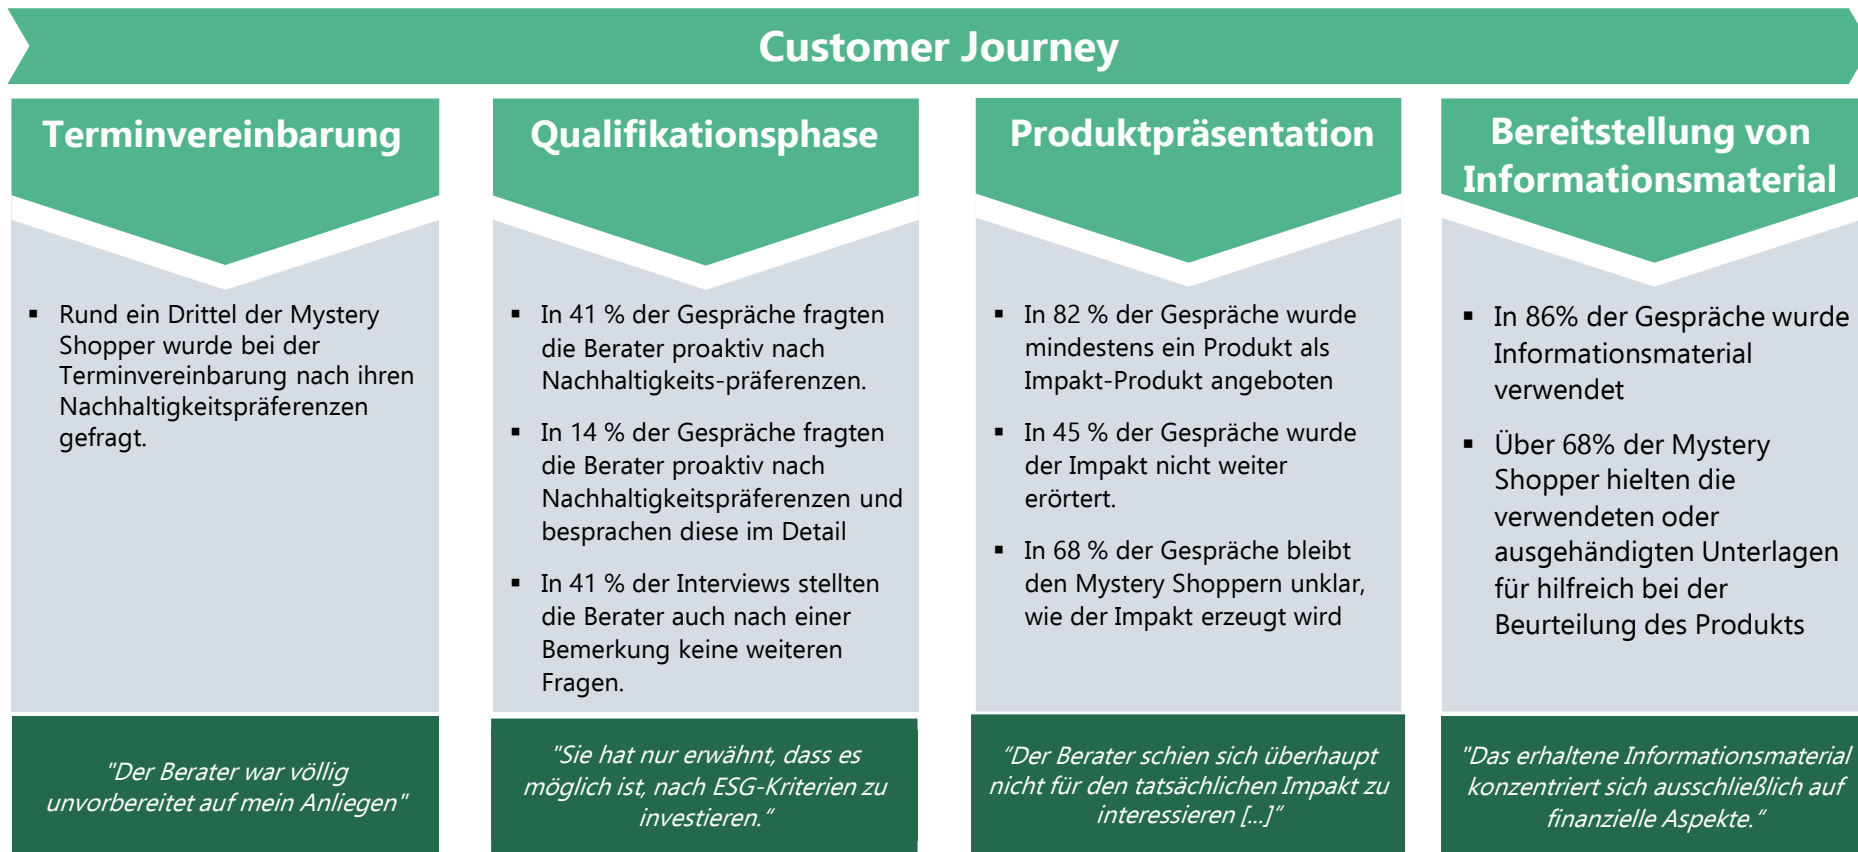 Customer Journey
Terminvereinbarung
▪ Rund ein Drittel der Mystery
Shopper wurde bei der
Terminvereinbarung nach ihren
Nachhaltigkeitspräferenzen
gefragt.
"Der Berater war völlig
unvorbereitet auf mein Anliegen"
Qualifikationsphase
▪ In 41 % der Gespräche fragten
die Berater proaktiv nach
Nachhaltigkeits-präferenzen.
▪ In 14 % der Gespräche fragten
die Berater proaktiv nach
Nachhaltigkeitspräferenzen und
besprachen diese im Detail
▪ In 41 % der Interviews stellten
die Berater auch nach einer
Bemerkung keine weiteren
Fragen.
"Sie hat nur erwähnt, dass es
möglich ist, nach ESG-Kriterien zu
investieren.“
Produktpräsentation
▪ In 82 % der Gespräche wurde
mindestens ein Produkt als
Impakt-Produkt angeboten
▪ In 45 % der Gespräche wurde
der Impakt nicht weiter
erörtert.
▪ In 68 % der Gespräche bleibt
den Mystery Shoppern unklar,
wie der Impakt erzeugt wird
“Der Berater schien sich überhaupt
nicht für den tatsächlichen Impakt zu
interessieren [...]“
Bereitstellung von
Informationsmaterial
▪ In 86% der Gespräche wurde
Informationsmaterial
verwendet
▪ Über 68% der Mystery
Shopper hielten die
verwendeten oder
ausgehändigten Unterlagen
für hilfreich bei der
Beurteilung des Produkts
"Das erhaltene Informationsmaterial
konzentriert sich ausschließlich auf
finanzielle Aspekte.“